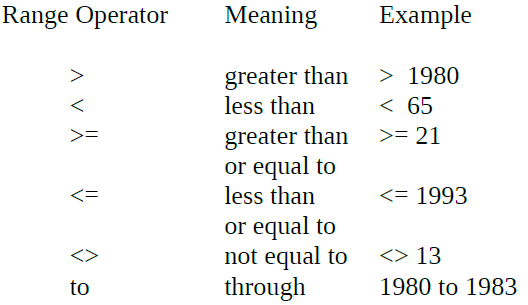 Range Operator Meaning Example
> greater than > 1980
< less than < 65
>= greater than >= 21
or equal to
<= less than <= 1993
or equal to
<> not equal to <> 13
to through 1980 to 1983